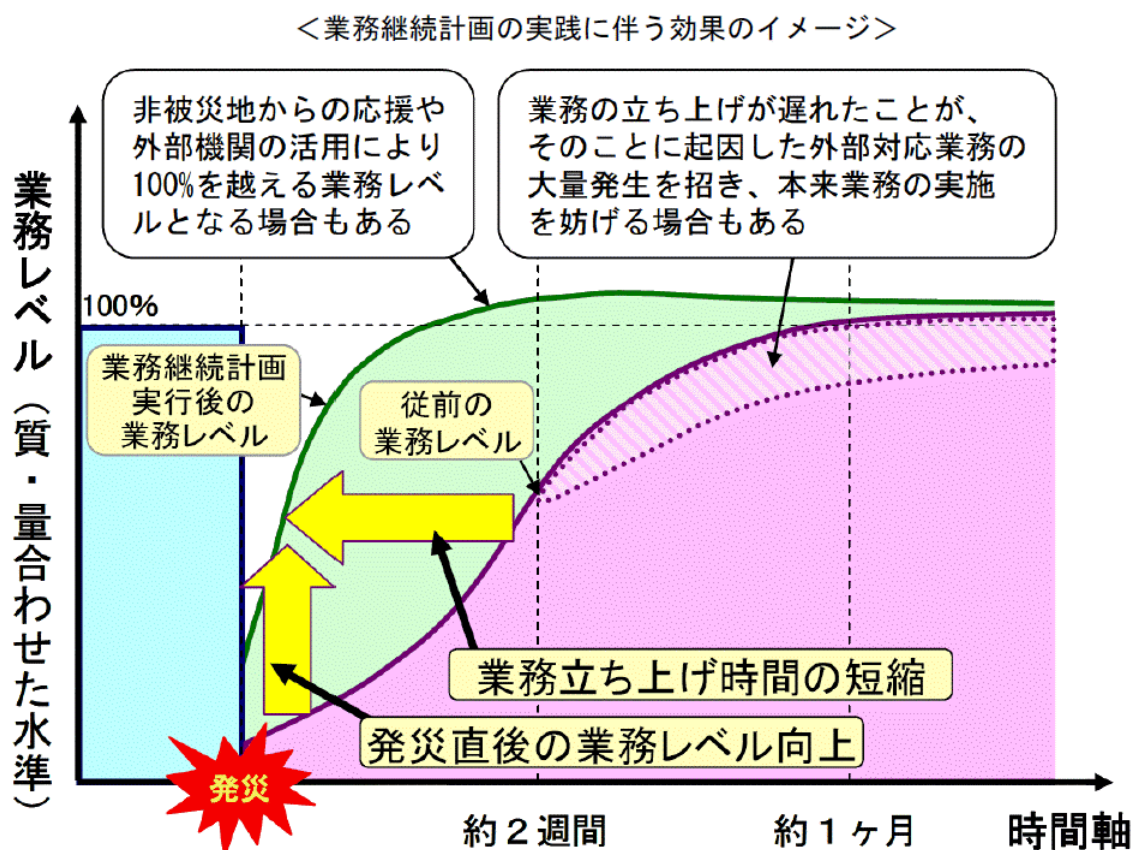 ＜業務継続計画の実践に伴う効果のイメージ＞
非被災地からの応援や
外部機関の活用により
100%を越える業務レベ
ルとなる場合もある
業務の立ち上げが遅れたことが、
そのことに起因した外部対応業務の
大量発生を招き、本来業務の実施
を妨げる場合もある
業務レベル（質・量合わせた水準）
100%
業務継続計画
実行後の
業務レベル
従前の
業務レベル
業務立ち上げ時間の短縮
発災直後の業務レベル向上
発災
約２週間
約１ヶ月
時間軸